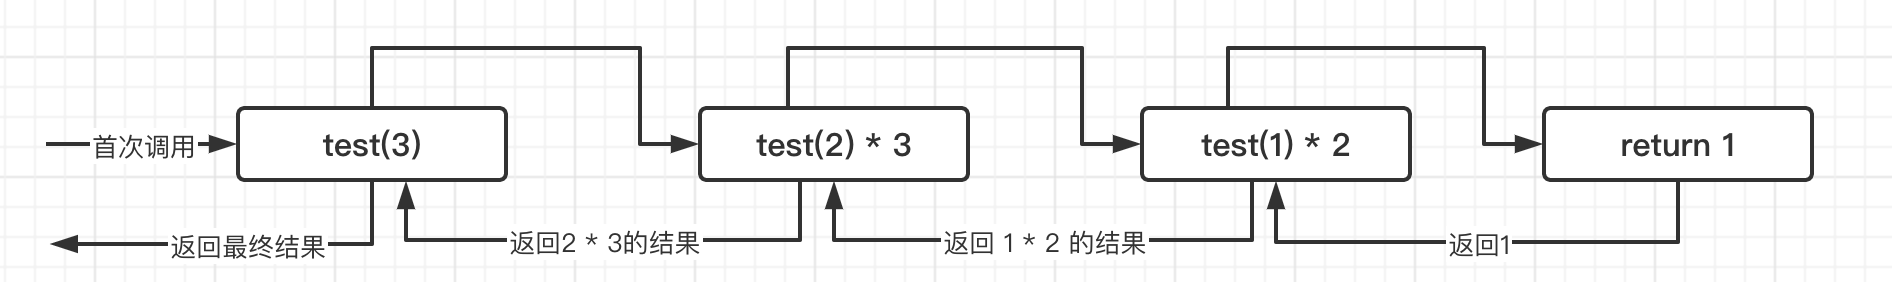 首次调用
test(3)
test(2) * 3
test(1) * 2
return 1
返回最终结果
返回2 * 3的结果
返回 1 * 2 的结果
返回1